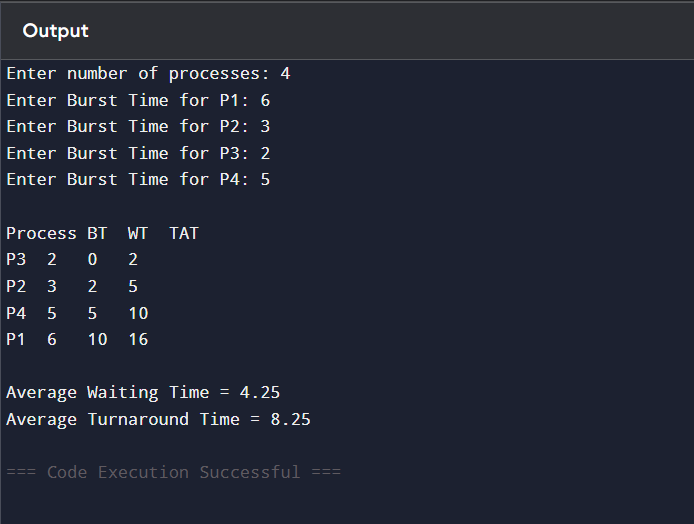 Output
Enter number of processes: 4
Enter Burst Time for P1: 6
Enter Burst Time for P2: 3
Enter Burst Time for P3: 2
Enter Burst Time for P4: 5
Process BT WT TAT
P3 2 0 2
P2 3 2 5
P4 5 5 10
P1 6 10 16
Average Waiting Time = 4.25
Average Turnaround Time = 8.25
=== Code Execution Successful ===